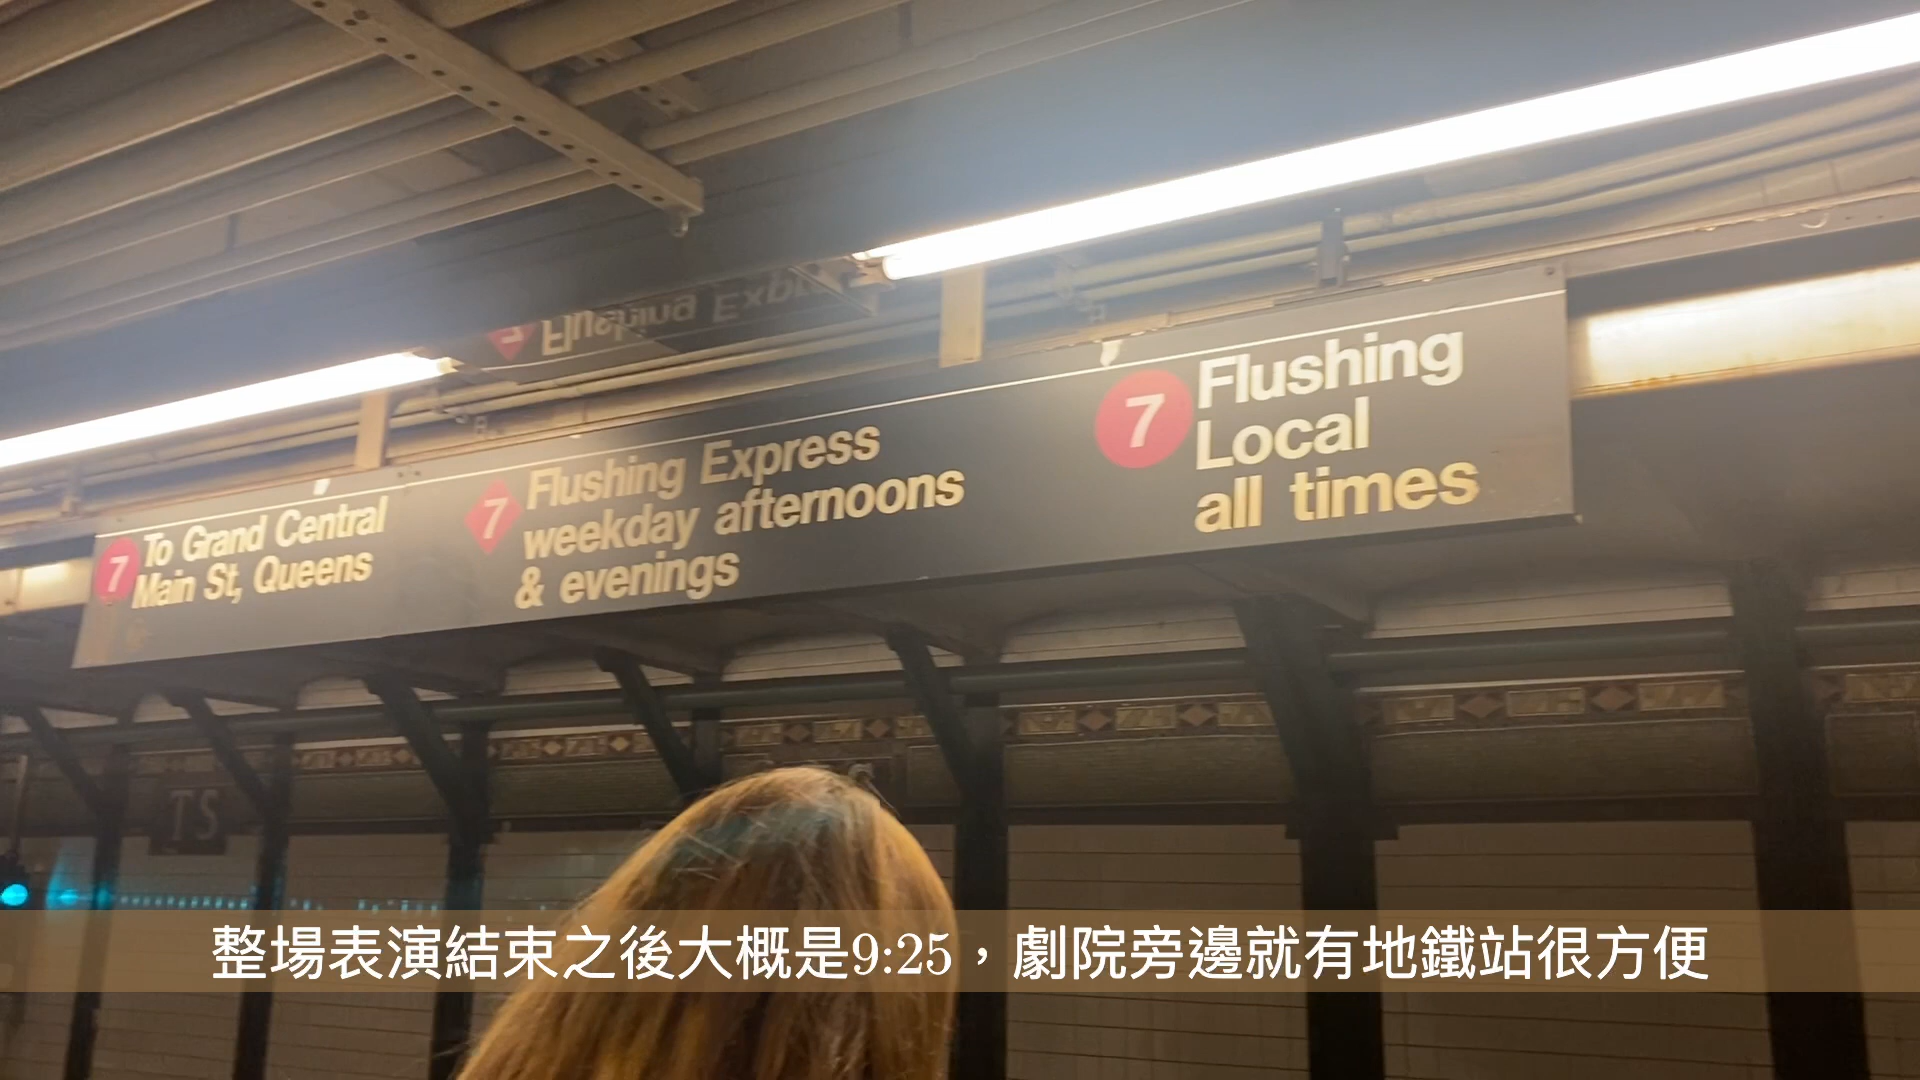 7 To Grand Central
Main St, Queens
7 Flushing Express
weekday afternoons
& evenings
7 Flushing
Local
all times
TS
整場表演結束之後大概是9:25，劇院旁邊就有地鐵站很方便